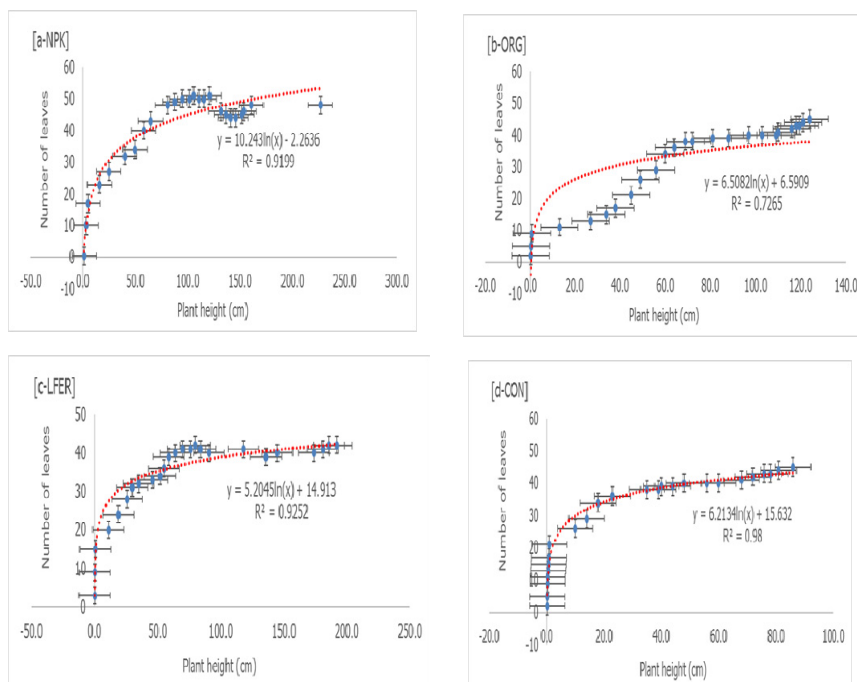 [a-NPK]
60
50
40
30
20
10
0
-10
Number of leaves
y = 10.243ln(x) - 2.2636
R² = 0.9199
-50.0 0.0 50.0 100.0 150.0 200.0 250.0 300.0
Plant height (cm)
[b-ORG]
60
50
40
30
20
10
0
-10
Number of leaves
y = 6.5082ln(x) + 6.5909
R² = 0.7265
-20.0 0.0 20.0 40.0 60.0 80.0 100.0 120.0 140.0
Plant height (cm)
[c-LFER]
50
40
30
20
10
0
Number of leaves
y = 5.2045ln(x) + 14.913
R² = 0.9252
-50.0 0.0 50.0 100.0 150.0 200.0 250.0
Plant height (cm)
[d-CON]
60
50
40
30
20
10
0
-10
Number of leaves
y = 6.2134ln(x) + 15.632
R² = 0.98
-20.0 0.0 20.0 40.0 60.0 80.0 100.0
Plant height (cm)